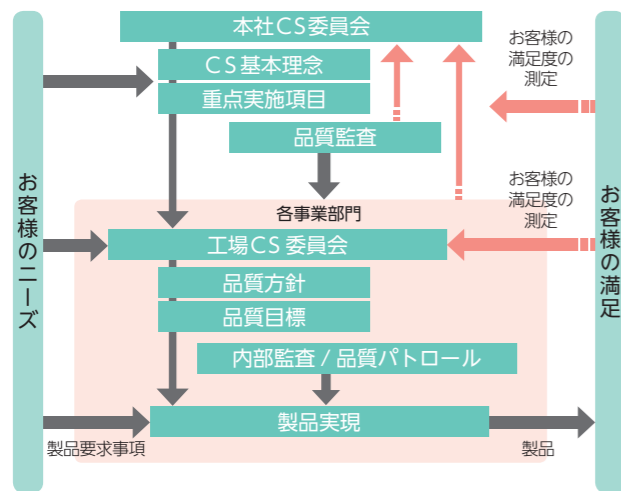 本社CS委員会
CS基本理念
重点実施項目
品質監査
お客様の
満足度の
測定
お客様のニーズ
お客様の満足
各事業部門
お客様の
満足度の
測定
工場CS 委員会
品質方針
品質目標
内部監査 / 品質パトロール
製品実現
製品要求事項
製品